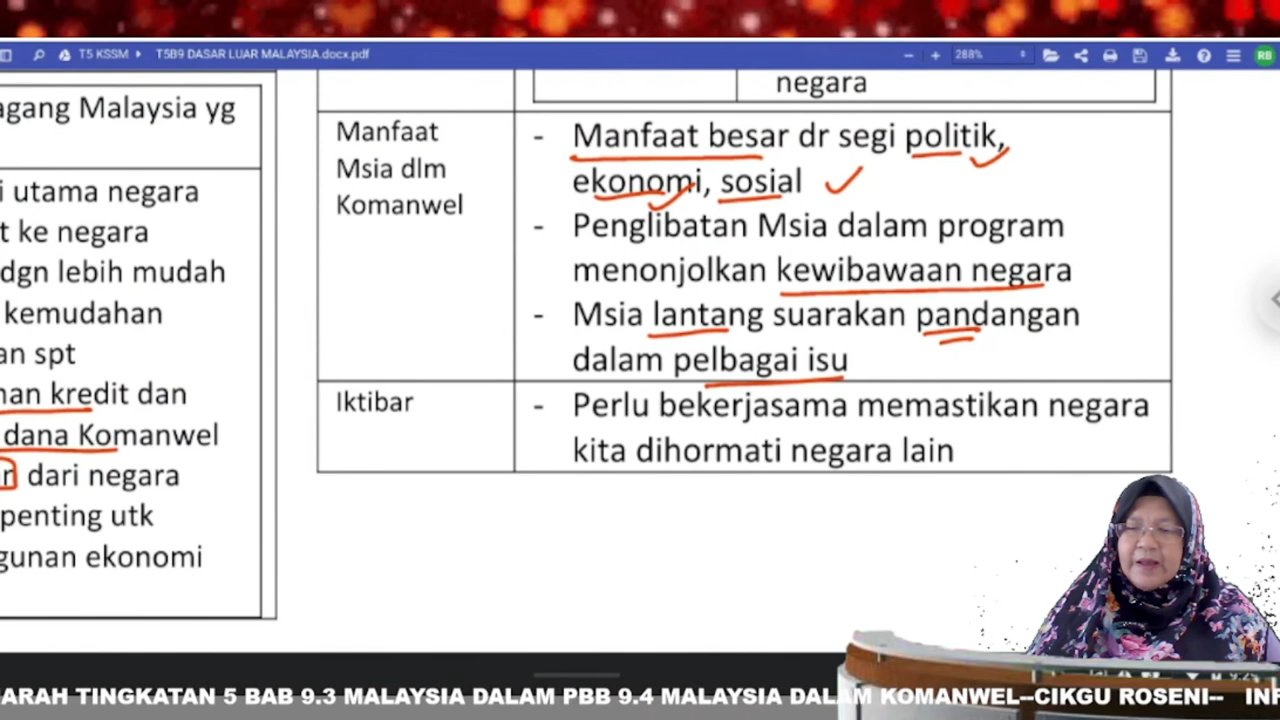 T5 KSSM T5B9 DASAR LUAR MALAYSIA.docx.pdf
288%
RB
agang Malaysia yg
i utama negara
t ke negara
dgn lebih mudah
kemudahan
an spt
nan kredit dan
dana Komanwel
dari negara
penting utk
gunan ekonomi
negara
Manfaat
Msia dlm
Komanwel
- Manfaat besar dr segi politik,
ekonomi, sosial
- Penglibatan Msia dalam program
menonjolkan kewibawaan negara
- Msia lantang suarakan pandangan
dalam pelbagai isu
Iktibar
- Perlu bekerjasama memastikan negara
kita dihormati negara lain
ARAH TINGKATAN 5 BAB 9.3 MALAYSIA DALAM PBB 9.4 MALAYSIA DALAM KOMANWEL--CIKGU ROSENI-- INF